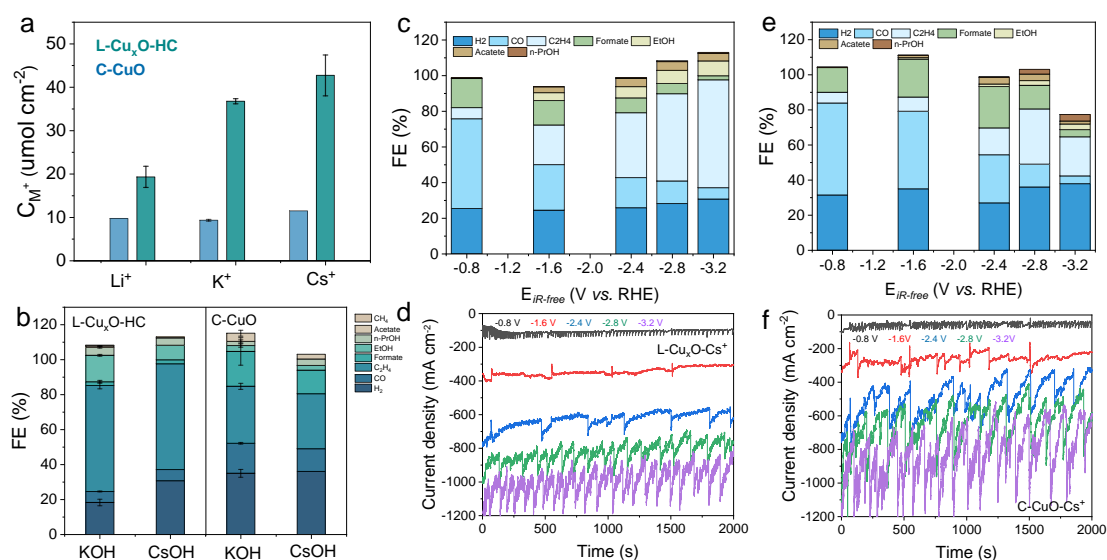 a
L-CuₓO-HC
C-CuO
C_M⁺ (umol cm⁻²)
50
40
30
20
10
0
Li⁺
K⁺
Cs⁺
b
L-CuₓO-HC
C-CuO
FE (%)
120
100
80
60
40
20
0
KOH
CsOH
KOH
CsOH
CH₄
Acetate
n-PrOH
EtOH
Formate
C₂H₄
CO
H₂
c
H2 CO C2H4 Formate EtOH
Acetate n-PrOH
FE (%)
120
100
80
60
40
20
0
-0.8 -1.2 -1.6 -2.0 -2.4 -2.8 -3.2
E_iR-free (V vs. RHE)
d
-0.8 V -1.6 V -2.4 V -2.8 V -3.2 V
L-CuₓO-Cs⁺
Current density (mA cm⁻²)
0
-200
-400
-600
-800
-1000
-1200
0 500 1000 1500 2000
Time (s)
e
H2 CO C2H4 Formate EtOH
Acetate n-PrOH
FE (%)
120
100
80
60
40
20
0
-0.8 -1.2 -1.6 -2.0 -2.4 -2.8 -3.2
E_iR-free (V vs. RHE)
f
-0.8 V -1.6V -2.4 V -2.8 V -3.2V
C-CuO-Cs⁺
Current density (mA cm⁻²)
0
-200
-400
-600
-800
-1000
-1200
0 500 1000 1500 2000
Time (s)